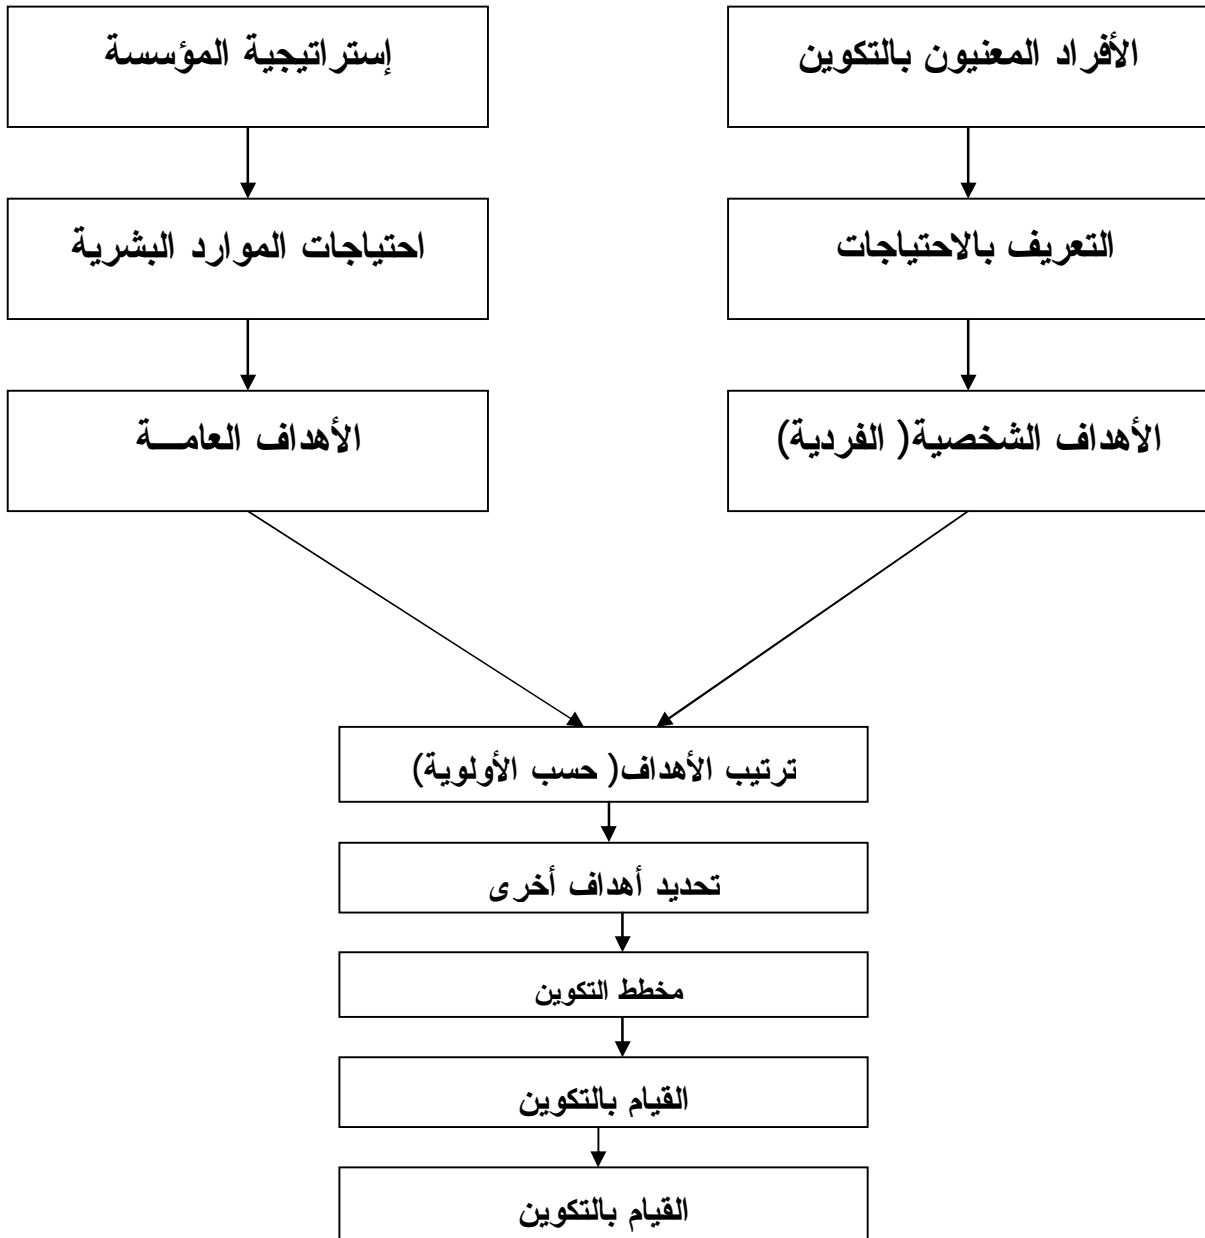 الأفراد المعنيون بالتكوين
إستراتيجية المؤسسة
التعريف بالاحتياجات
احتياجات الموارد البشرية
الأهداف الشخصية( الفردية)
الأهداف العامـــة
ترتيب الأهداف( حسب الأولوية)
تحديد أهداف أخرى
مخطط التكوين
القيام بالتكوين
القيام بالتكوين